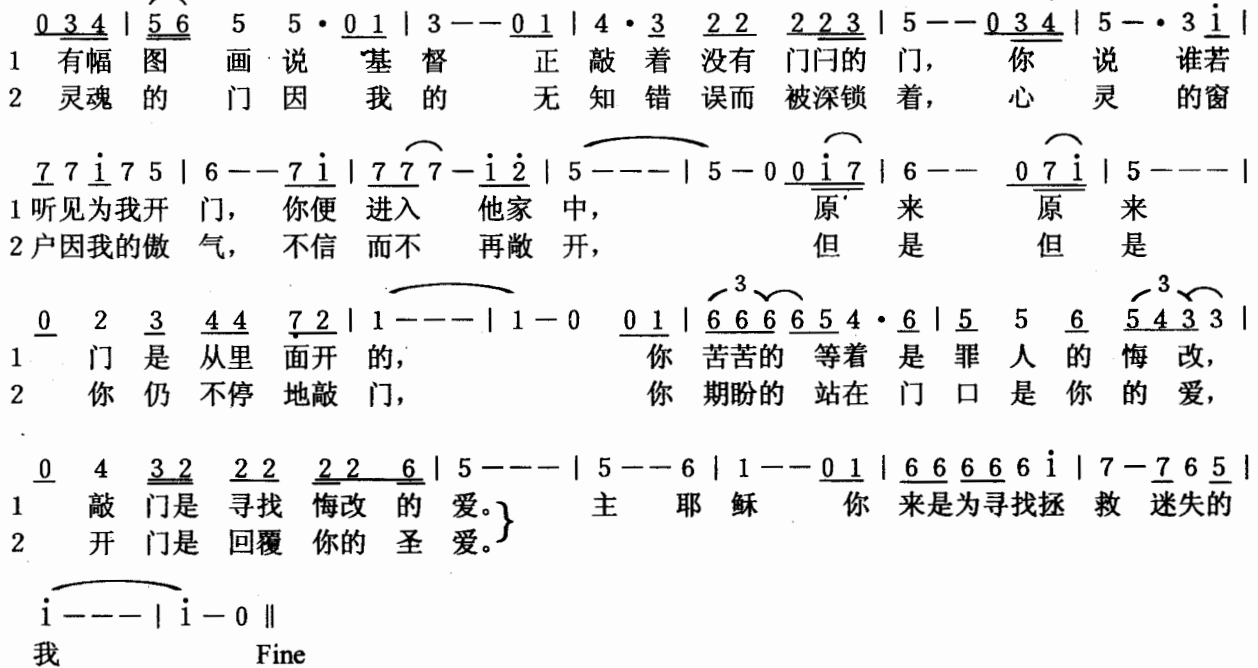 0 3 4 | 5 6 5 5 • 0 1 | 3 — — 0 1 | 4 • 3 2 2 2 2 3 | 5 — — 0 3 4 | 5 — • 3 i |
1 有幅 图 画 说 基 督 正 敲 着 没有 门闩的 门， 你 说 谁若
2 灵魂 的 门 因 我 的 无 知 错 误而 被深锁 着， 心 灵 的窗
7 7 i 7 5 | 6 — — 7 i | 7 7 7 — i 2 | 5 — — — | 5 — 0 0 i 7 | 6 — — 0 7 i | 5 — — — |
1 听见为我开 门， 你便 进入 他家 中， 原 来 原 来
2 户因我的傲 气， 不信 而不 再敞 开， 但 是 但 是
3 3
0 2 3 4 4 7 2 | 1 — — — | 1 — 0 0 1 | 6 6 6 6 5 4 • 6 | 5 5 6 5 4 3 3 |
1 门 是 从里 面开 的， 你 苦苦的 等着 是 罪 人 的 悔 改，
2 你 仍 不停 地敲 门， 你 期盼的 站在 门 口 是 你 的 爱，
0 4 3 2 2 2 2 2 6 | 5 — — — | 5 — — 6 | 1 — — 0 1 | 6 6 6 6 6 i | 7 — 7 6 5 |
1 敲 门是 寻找 悔改 的 爱。} 主 耶 稣 你 来是为寻找拯 救 迷失的
2 开 门是 回覆 你的 圣 爱。
i — — — | i — 0 ‖
我 Fine